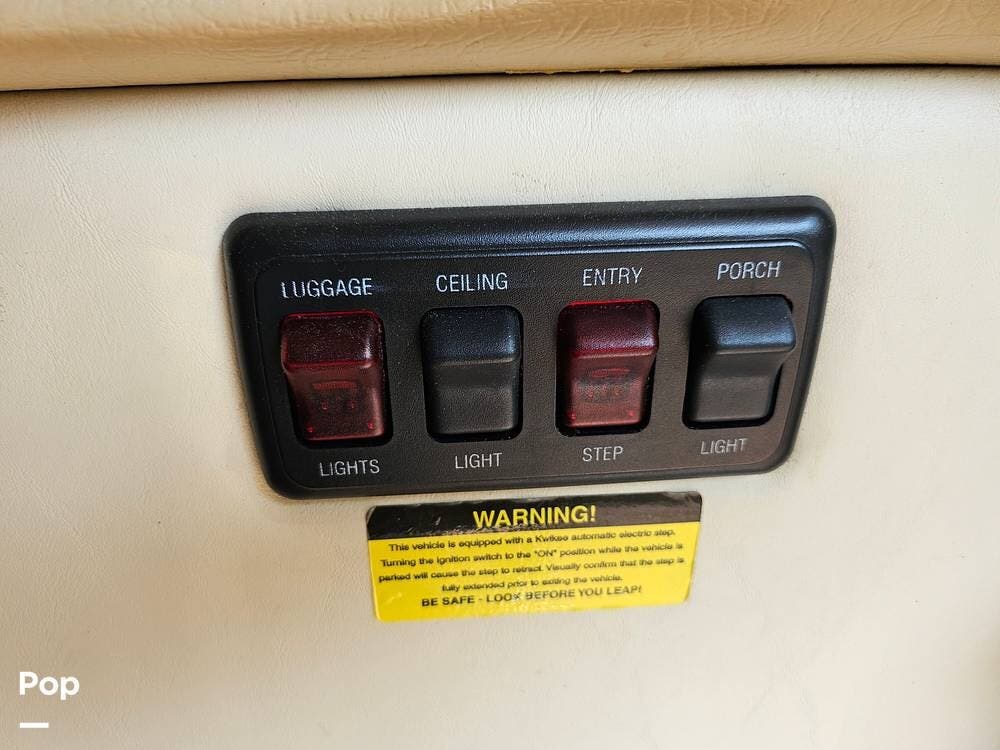 LUGGAGE CEILING ENTRY PORCH
LIGHTS LIGHT STEP LIGHT
WARNING!
This vehicle is equipped with a Kwikee automatic electric step.
Turning the ignition switch to the "ON" position while the vehicle is
parked will cause the step to retract. Visually confirm that the step is
fully extended prior to exiting the vehicle.
BE SAFE - LOOK BEFORE YOU LEAP!
Pop